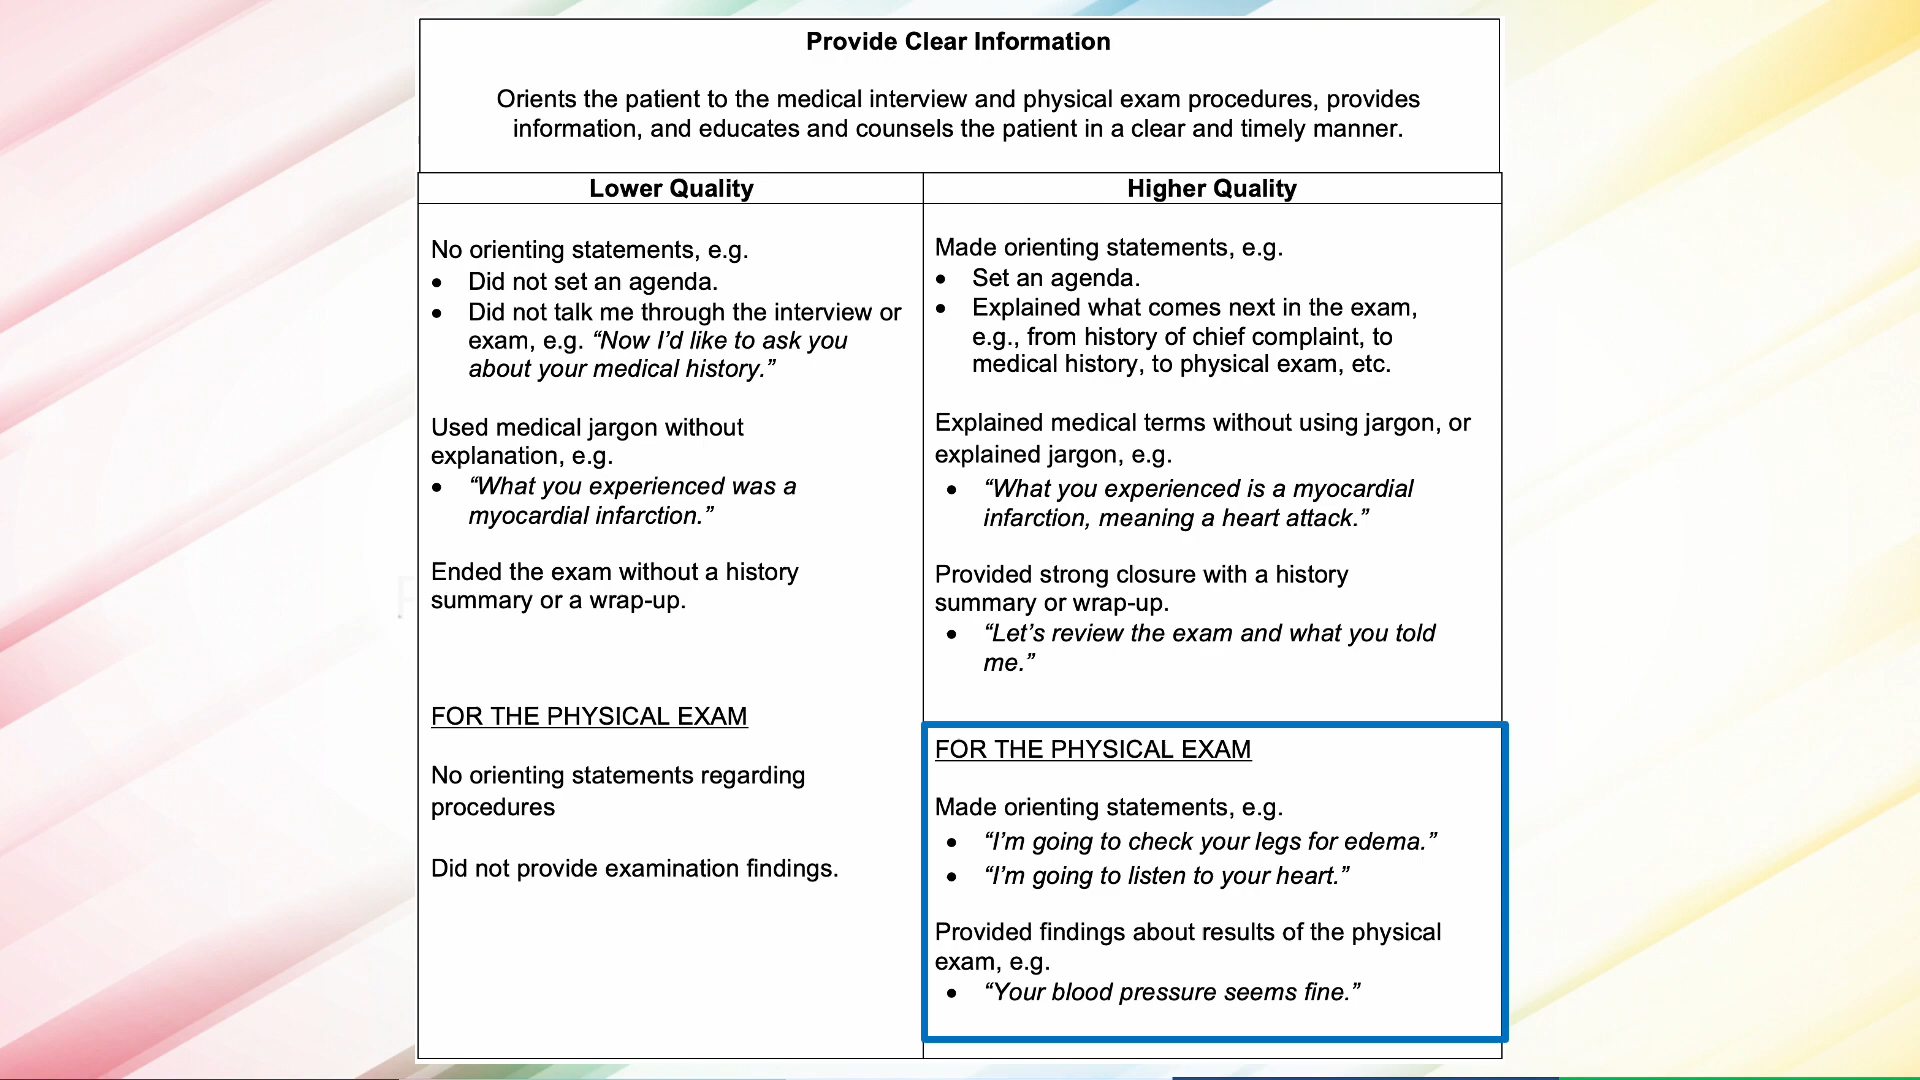 Provide Clear Information
Orients the patient to the medical interview and physical exam procedures, provides
information, and educates and counsels the patient in a clear and timely manner.
Lower Quality
No orienting statements, e.g.
• Did not set an agenda.
• Did not talk me through the interview or
exam, e.g. “Now I’d like to ask you
about your medical history.”
Used medical jargon without
explanation, e.g.
• “What you experienced was a
myocardial infarction.”
Ended the exam without a history
summary or a wrap-up.
FOR THE PHYSICAL EXAM
No orienting statements regarding
procedures
Did not provide examination findings.
Higher Quality
Made orienting statements, e.g.
• Set an agenda.
• Explained what comes next in the exam,
e.g., from history of chief complaint, to
medical history, to physical exam, etc.
Explained medical terms without using jargon, or
explained jargon, e.g.
• “What you experienced is a myocardial
infarction, meaning a heart attack.”
Provided strong closure with a history
summary or wrap-up.
• “Let’s review the exam and what you told
me.”
FOR THE PHYSICAL EXAM
Made orienting statements, e.g.
• “I’m going to check your legs for edema.”
• “I’m going to listen to your heart.”
Provided findings about results of the physical
exam, e.g.
• “Your blood pressure seems fine.”